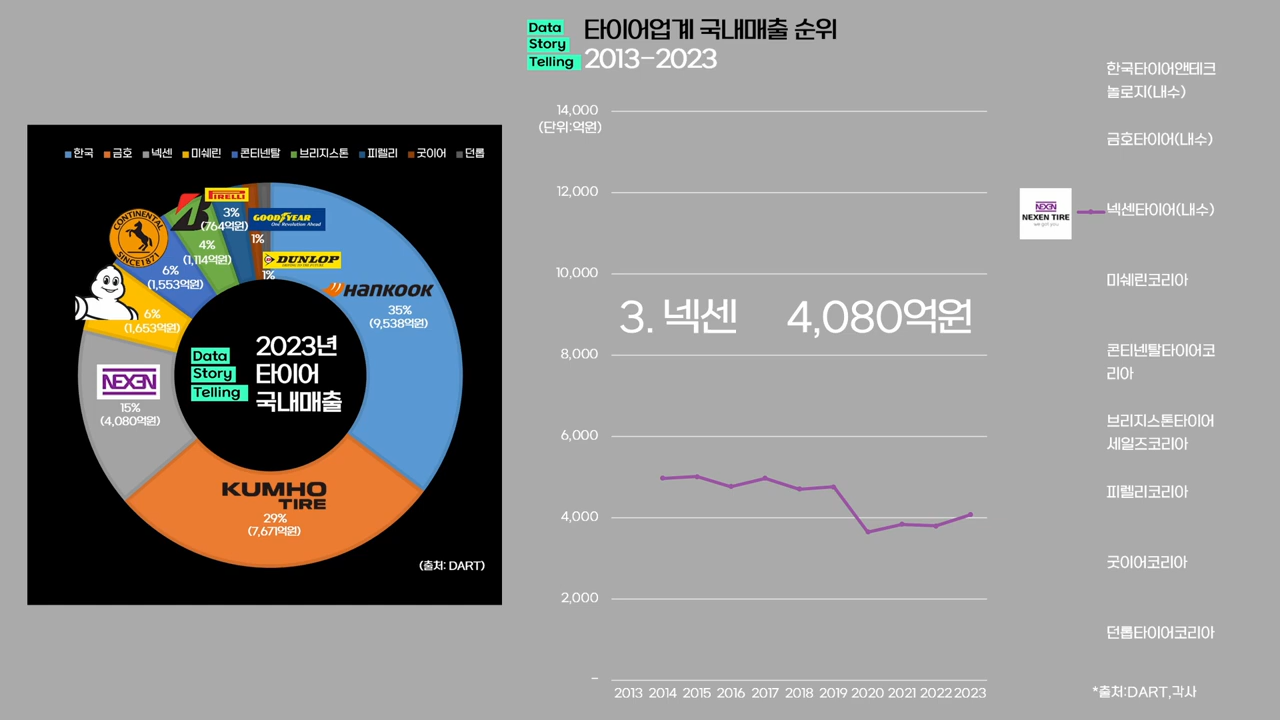 Data
Story
Telling
타이어업계 국내매출 순위
2013-2023
한국
금호
넥센
미쉐린
콘티넨탈
브리지스톤
피렐리
굿이어
던롭
PIRELLI
3%
(764억원)
GOODYEAR
One Revolution Ahead
1%
CONTINENTAL
SINCE 1871
4%
(1,114억원)
DUNLOP
1%
6%
(1,553억원)
HANKOOK
35%
(9,538억원)
6%
(1,653억원)
Data
Story
Telling
2023년
타이어
국내매출
NEXEN
15%
(4,080억원)
KUMHO
TIRE
29%
(7,671억원)
(출처: DART)
14,000
(단위:억원)
12,000
10,000
8,000
6,000
4,000
2,000
-
3. 넥센 4,080억원
2013 2014 2015 2016 2017 2018 2019 2020 2021 2022 2023
한국타이어앤테크
놀로지(내수)
금호타이어(내수)
NEXEN
NEXEN TIRE
we got you
넥센타이어(내수)
미쉐린코리아
콘티넨탈타이어코
리아
브리지스톤타이어
세일즈코리아
피렐리코리아
굿이어코리아
던롭타이어코리아
*출처:DART,각사